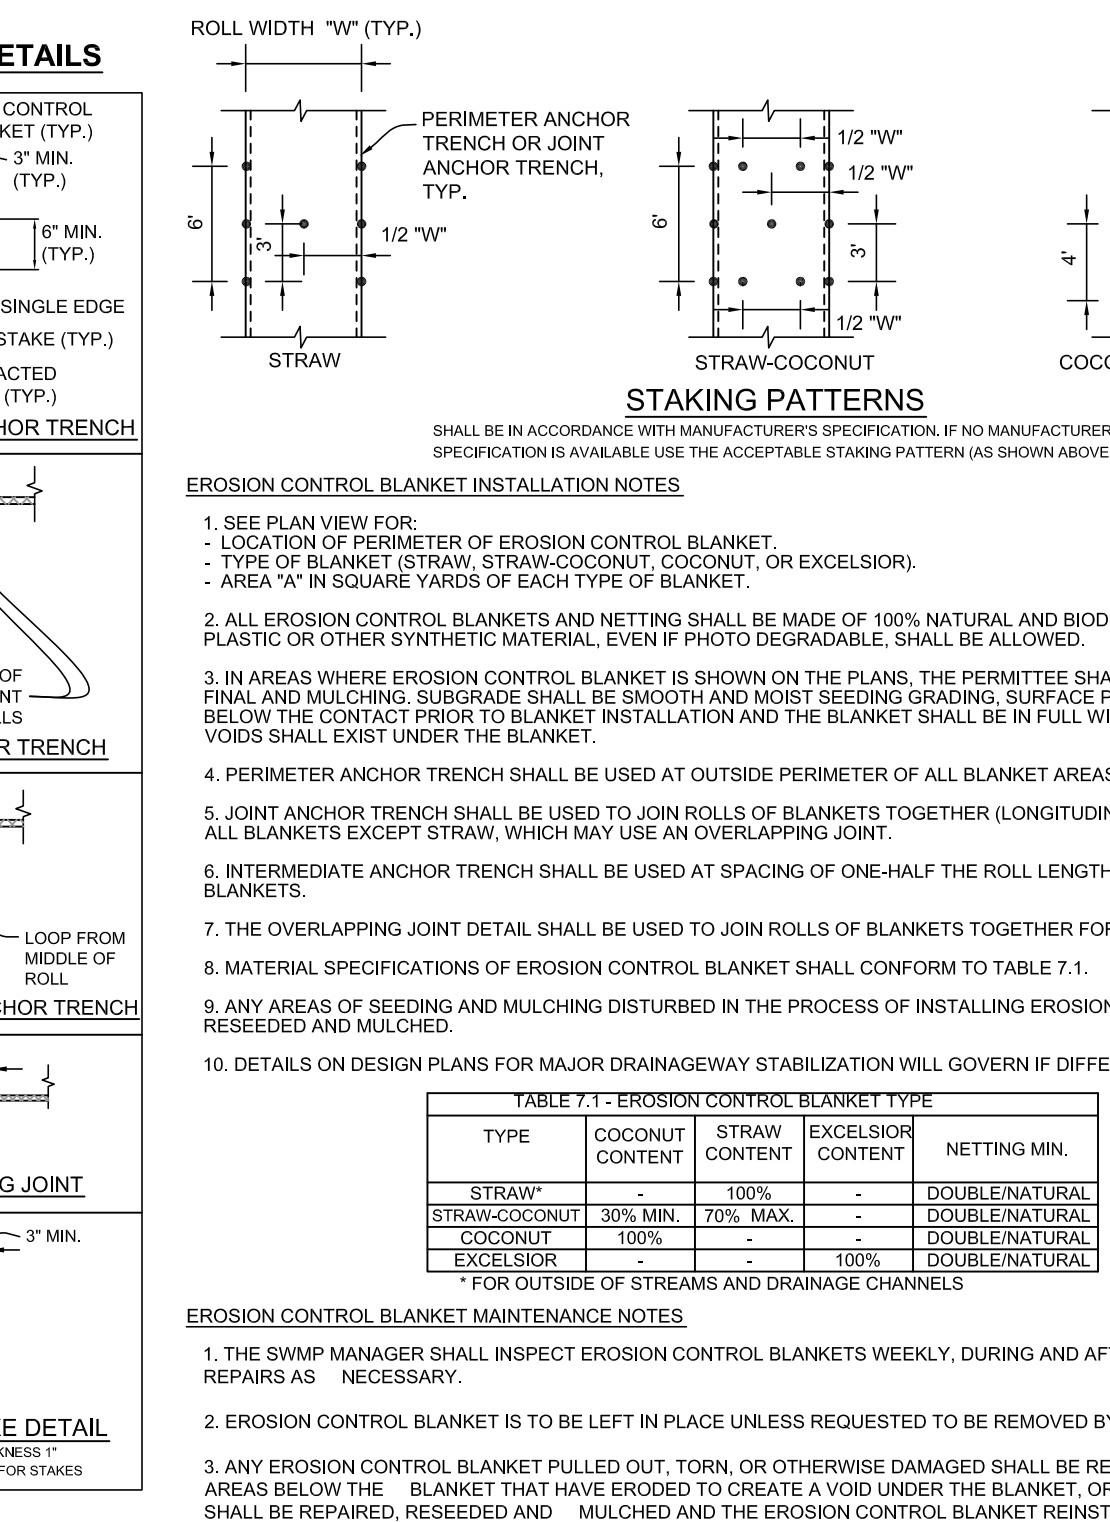 ETAILS
CONTROL
KET (TYP.)
3" MIN.
(TYP.)
6" MIN.
(TYP.)
SINGLE EDGE
STAKE (TYP.)
ACTED
(TYP.)
HOR TRENCH
OF
NT
LLS
R TRENCH
LOOP FROM
MIDDLE OF
ROLL
CHOR TRENCH
G JOINT
3" MIN.
KE DETAIL
KNESS 1"
FOR STAKES
ROLL WIDTH "W" (TYP.)
PERIMETER ANCHOR
TRENCH OR JOINT
ANCHOR TRENCH,
TYP.
6'
3'
1/2 "W"
STRAW
1/2 "W"
1/2 "W"
6'
3'
1/2 "W"
STRAW-COCONUT
4'
COCO
STAKING PATTERNS
SHALL BE IN ACCORDANCE WITH MANUFACTURER'S SPECIFICATION. IF NO MANUFACTURER
SPECIFICATION IS AVAILABLE USE THE ACCEPTABLE STAKING PATTERN (AS SHOWN ABOVE
EROSION CONTROL BLANKET INSTALLATION NOTES
1. SEE PLAN VIEW FOR:
- LOCATION OF PERIMETER OF EROSION CONTROL BLANKET.
- TYPE OF BLANKET (STRAW, STRAW-COCONUT, COCONUT, OR EXCELSIOR).
- AREA "A" IN SQUARE YARDS OF EACH TYPE OF BLANKET.
2. ALL EROSION CONTROL BLANKETS AND NETTING SHALL BE MADE OF 100% NATURAL AND BIOD
PLASTIC OR OTHER SYNTHETIC MATERIAL, EVEN IF PHOTO DEGRADABLE, SHALL BE ALLOWED.
3. IN AREAS WHERE EROSION CONTROL BLANKET IS SHOWN ON THE PLANS, THE PERMITTEE SHA
FINAL AND MULCHING. SUBGRADE SHALL BE SMOOTH AND MOIST SEEDING GRADING, SURFACE P
BELOW THE CONTACT PRIOR TO BLANKET INSTALLATION AND THE BLANKET SHALL BE IN FULL WI
VOIDS SHALL EXIST UNDER THE BLANKET.
4. PERIMETER ANCHOR TRENCH SHALL BE USED AT OUTSIDE PERIMETER OF ALL BLANKET AREAS
5. JOINT ANCHOR TRENCH SHALL BE USED TO JOIN ROLLS OF BLANKETS TOGETHER (LONGITUDIN
ALL BLANKETS EXCEPT STRAW, WHICH MAY USE AN OVERLAPPING JOINT.
6. INTERMEDIATE ANCHOR TRENCH SHALL BE USED AT SPACING OF ONE-HALF THE ROLL LENGTH
BLANKETS.
7. THE OVERLAPPING JOINT DETAIL SHALL BE USED TO JOIN ROLLS OF BLANKETS TOGETHER FOR
8. MATERIAL SPECIFICATIONS OF EROSION CONTROL BLANKET SHALL CONFORM TO TABLE 7.1.
9. ANY AREAS OF SEEDING AND MULCHING DISTURBED IN THE PROCESS OF INSTALLING EROSION
RESEEDED AND MULCHED.
10. DETAILS ON DESIGN PLANS FOR MAJOR DRAINAGEWAY STABILIZATION WILL GOVERN IF DIFFE
TABLE 7.1 - EROSION CONTROL BLANKET TYPE
TYPE COCONUT CONTENT STRAW CONTENT EXCELSIOR CONTENT NETTING MIN.
STRAW* - 100% - DOUBLE/NATURAL
STRAW-COCONUT 30% MIN. 70% MAX. - DOUBLE/NATURAL
COCONUT 100% - - DOUBLE/NATURAL
EXCELSIOR - - 100% DOUBLE/NATURAL
* FOR OUTSIDE OF STREAMS AND DRAINAGE CHANNELS
EROSION CONTROL BLANKET MAINTENANCE NOTES
1. THE SWMP MANAGER SHALL INSPECT EROSION CONTROL BLANKETS WEEKLY, DURING AND AFT
REPAIRS AS NECESSARY.
2. EROSION CONTROL BLANKET IS TO BE LEFT IN PLACE UNLESS REQUESTED TO BE REMOVED BY
3. ANY EROSION CONTROL BLANKET PULLED OUT, TORN, OR OTHERWISE DAMAGED SHALL BE RE
AREAS BELOW THE BLANKET THAT HAVE ERODED TO CREATE A VOID UNDER THE BLANKET, OR
SHALL BE REPAIRED, RESEEDED AND MULCHED AND THE EROSION CONTROL BLANKET REINST